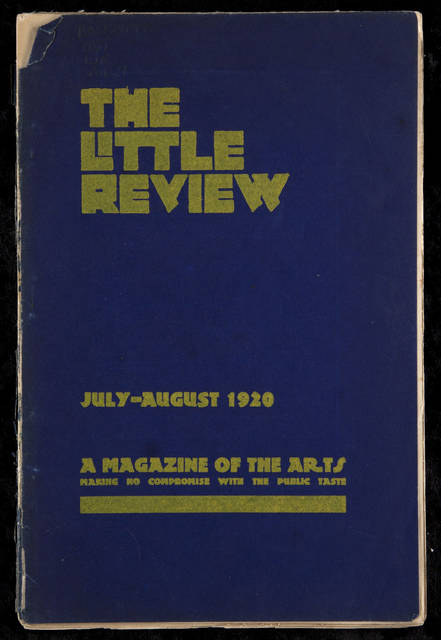 THE
LITTLE
REVIEW
JULY-AUGUST 1920
A MAGAZINE OF THE ARTS
MAKING NO COMPROMISE WITH THE PUBLIC TASTE